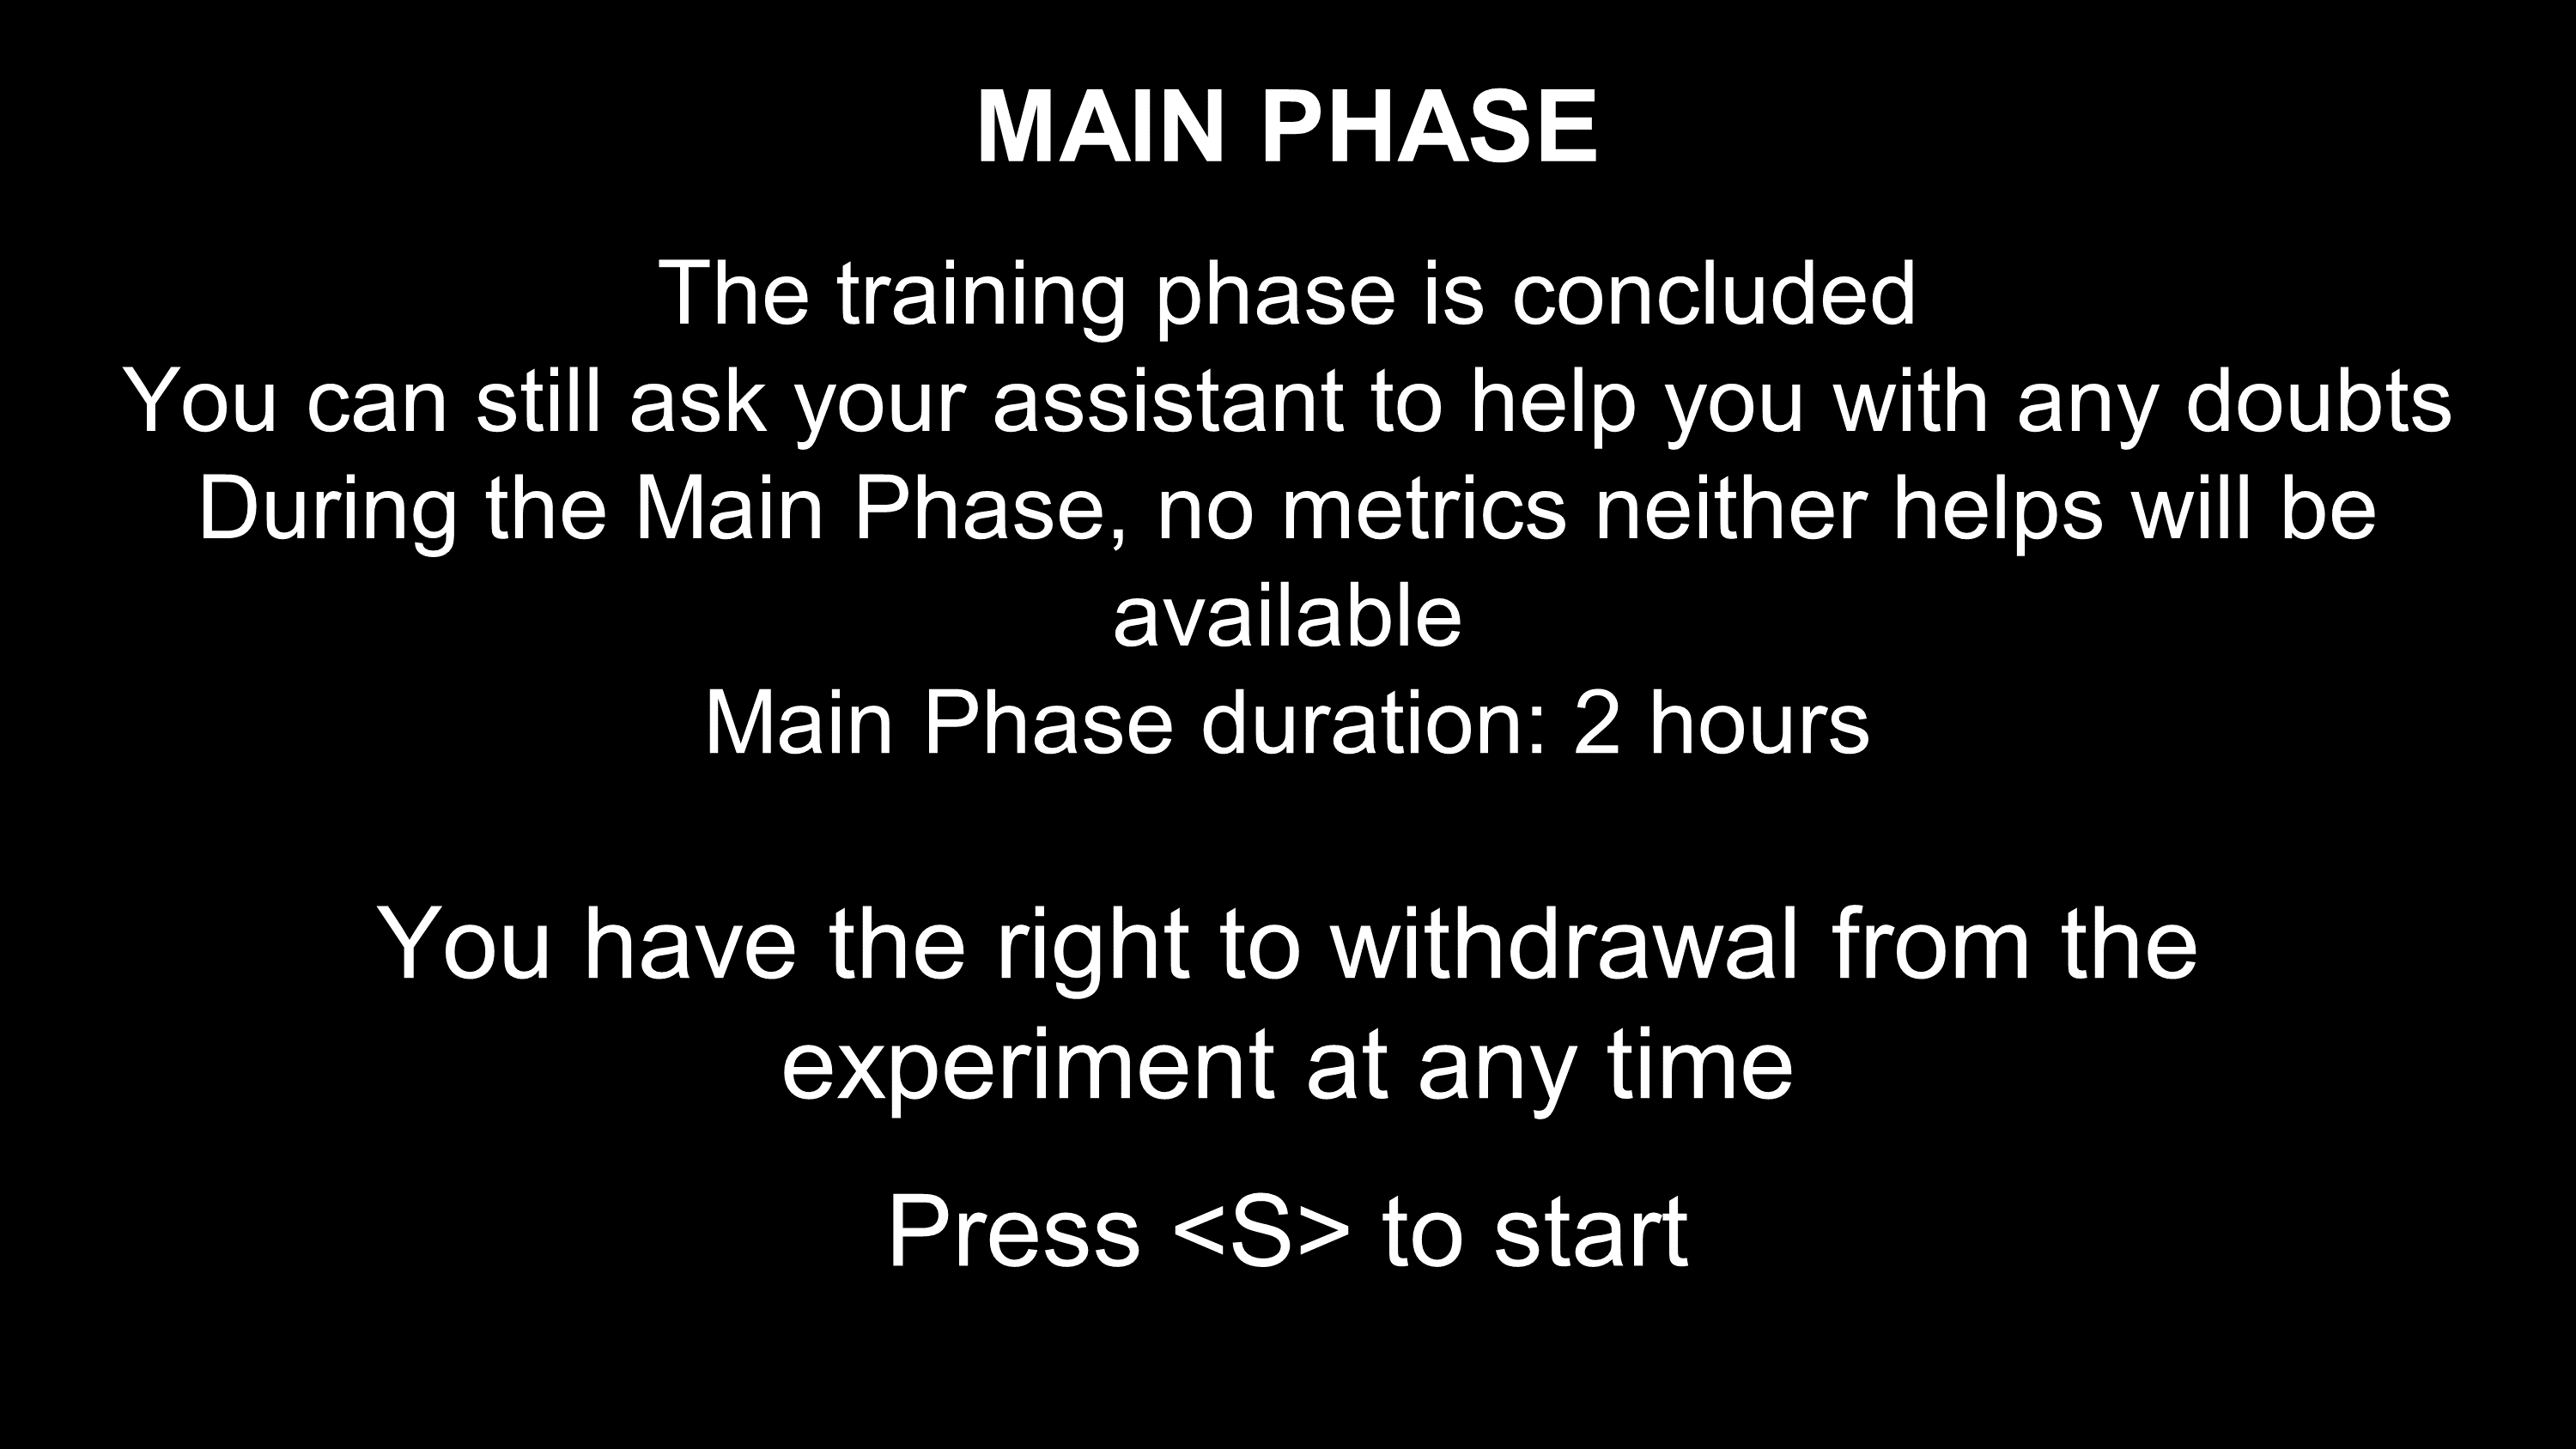 MAIN PHASE
The training phase is concluded
You can still ask your assistant to help you with any doubts
During the Main Phase, no metrics neither helps will be
available
Main Phase duration: 2 hours
You have the right to withdrawal from the
experiment at any time
Press <S> to start